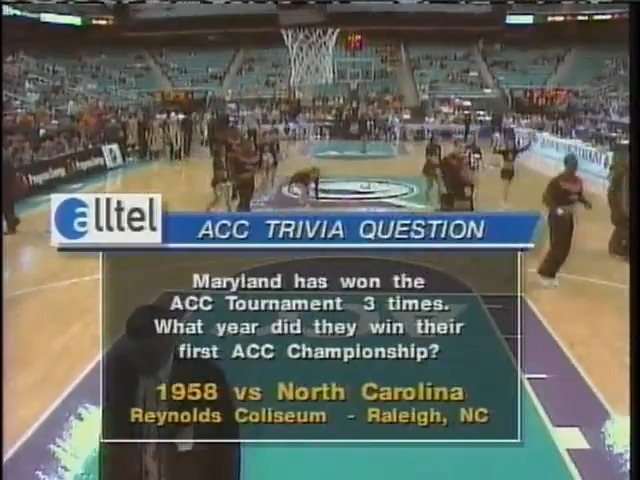 alltel
ACC TRIVIA QUESTION
Maryland has won the
ACC Tournament 3 times.
What year did they win their
first ACC Championship?
1958 vs North Carolina
Reynolds Coliseum - Raleigh, NC